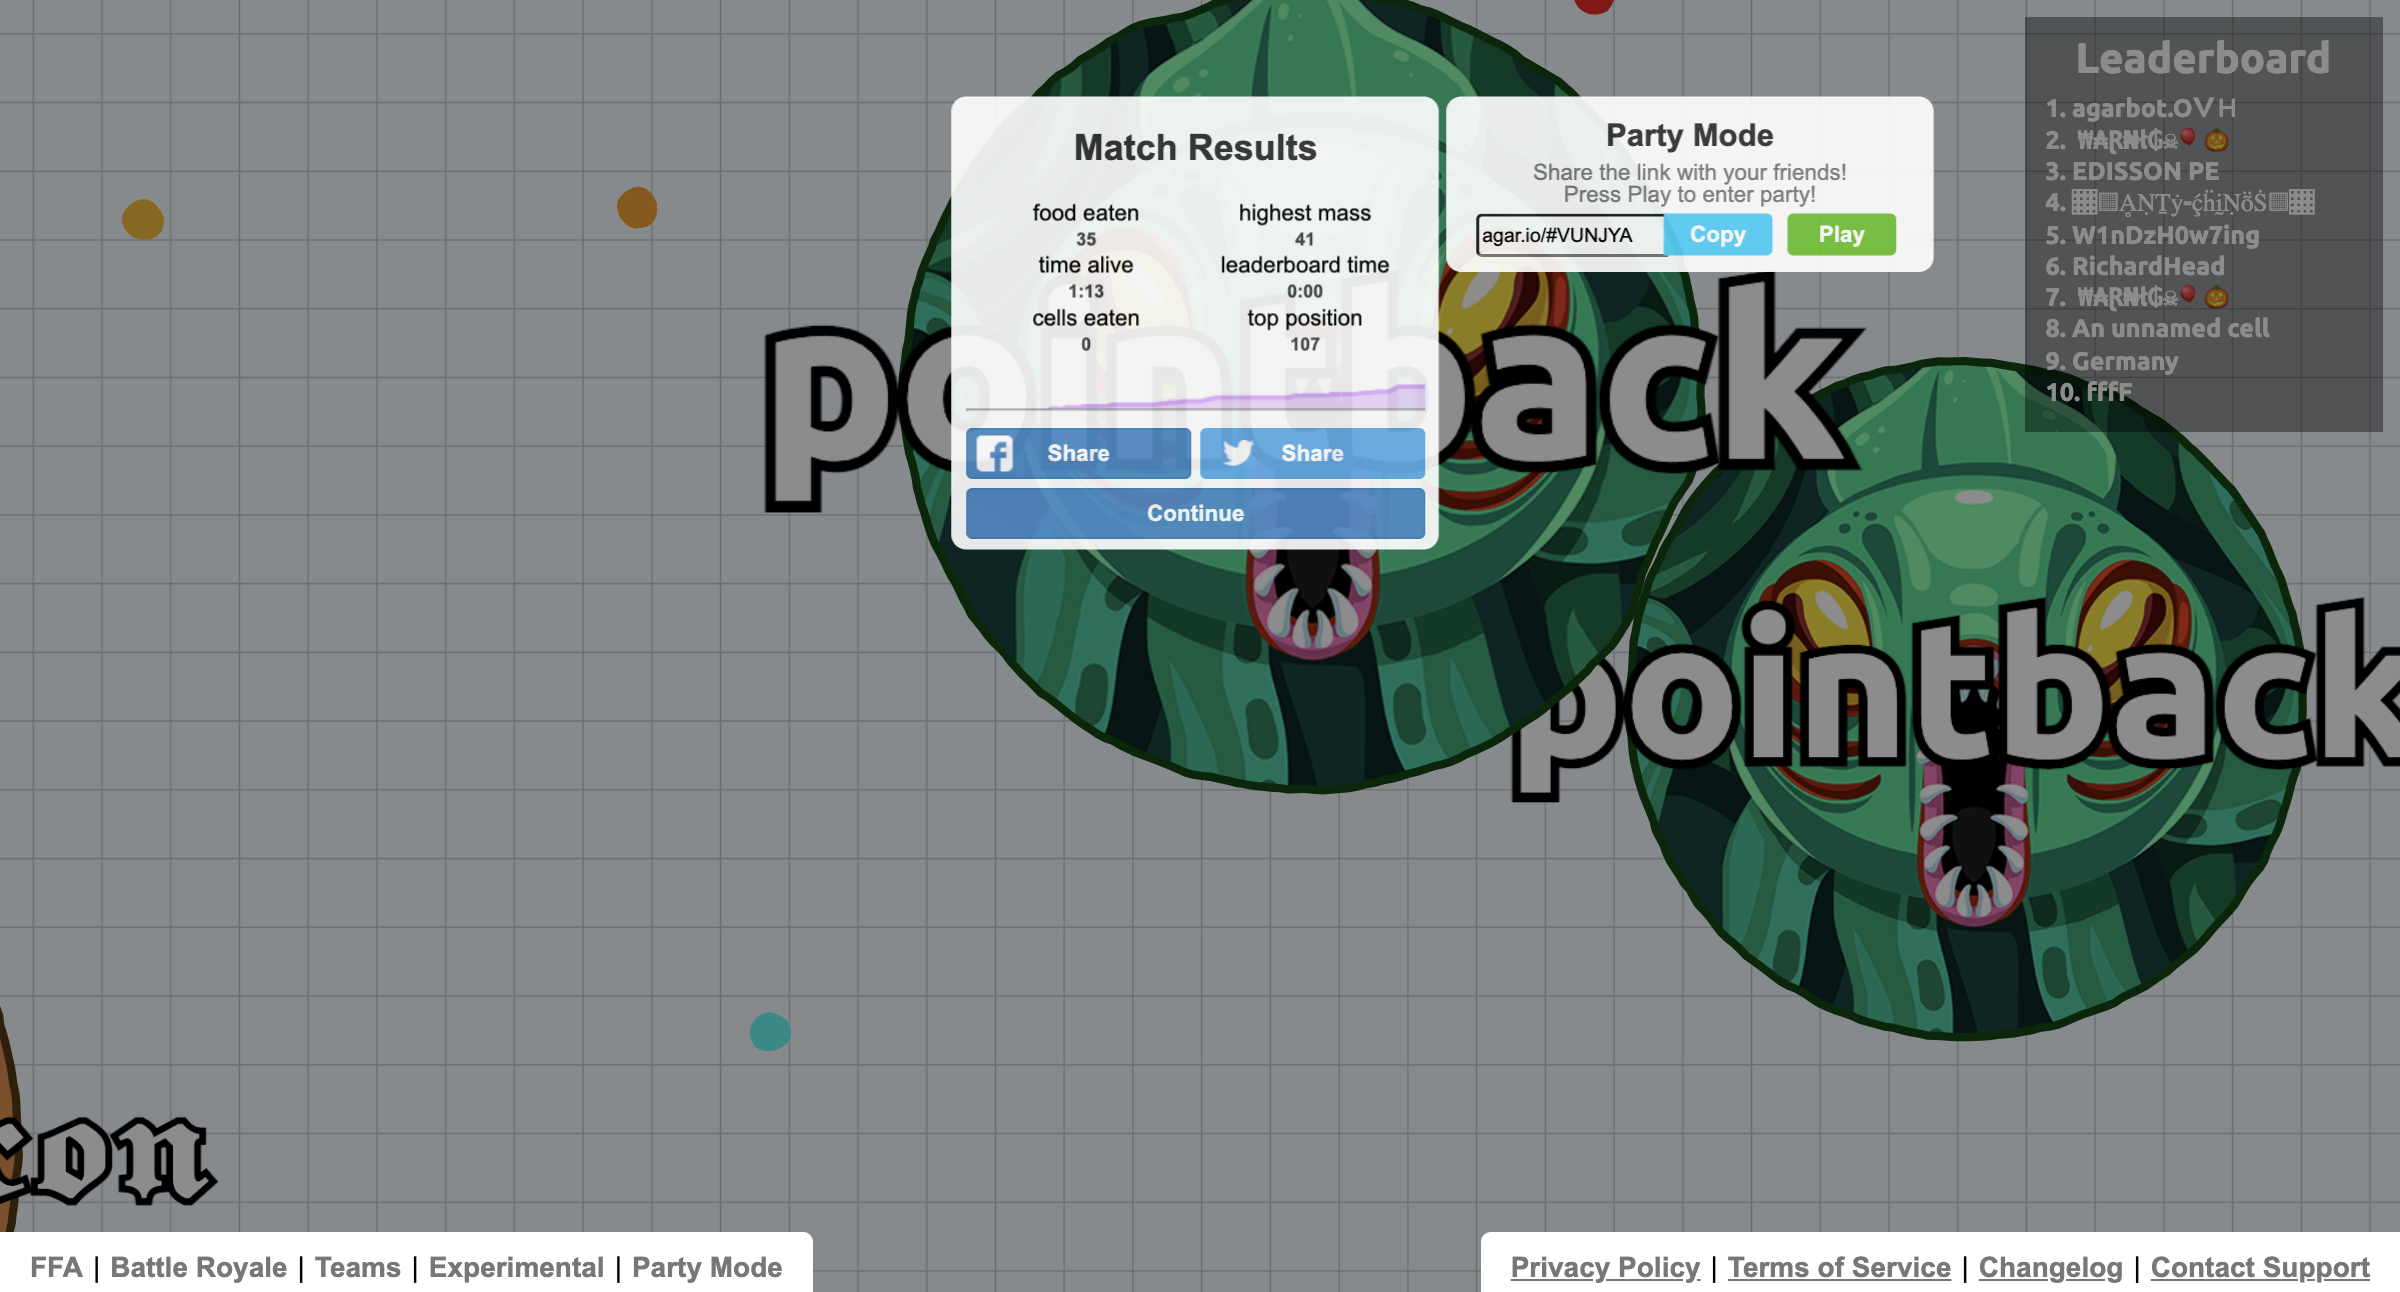 Match Results
food eaten
35
highest mass
41
time alive
1:13
leaderboard time
0:00
cells eaten
0
top position
107
Share
Share
Continue
Party Mode
Share the link with your friends!
Press Play to enter party!
agar.io/#VUNJYA
Copy
Play
Leaderboard
1. agarbot.OVH
2.
3. EDISSON PE
4.
5. W1nDzH0w7ing
6. RichardHead
7.
8. An unnamed cell
9. Germany
10. fffF
pointback
pointback
on
FFA | Battle Royale | Teams | Experimental | Party Mode
Privacy Policy | Terms of Service | Changelog | Contact Support